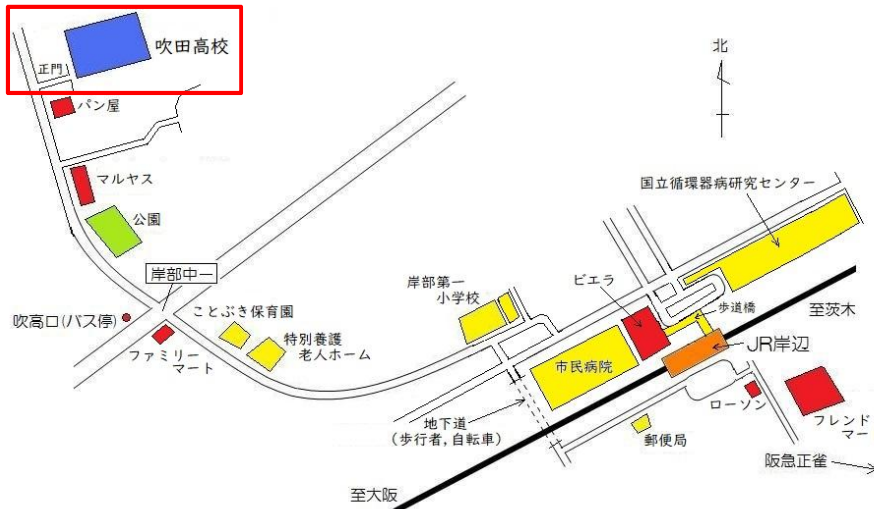 吹田高校
正門
パン屋
北
マルヤス
国立循環器病研究センター
公園
岸部中一
岸部第一
小学校
ビエラ
歩道橋
至茨木
吹高口(バス停)
ことぶき保育園
特別養護
老人ホーム
ファミリー
マート
JR岸辺
市民病院
ローソン
フレンド
マー
地下道
(歩行者,自転車)
郵便局
阪急正雀
至大阪